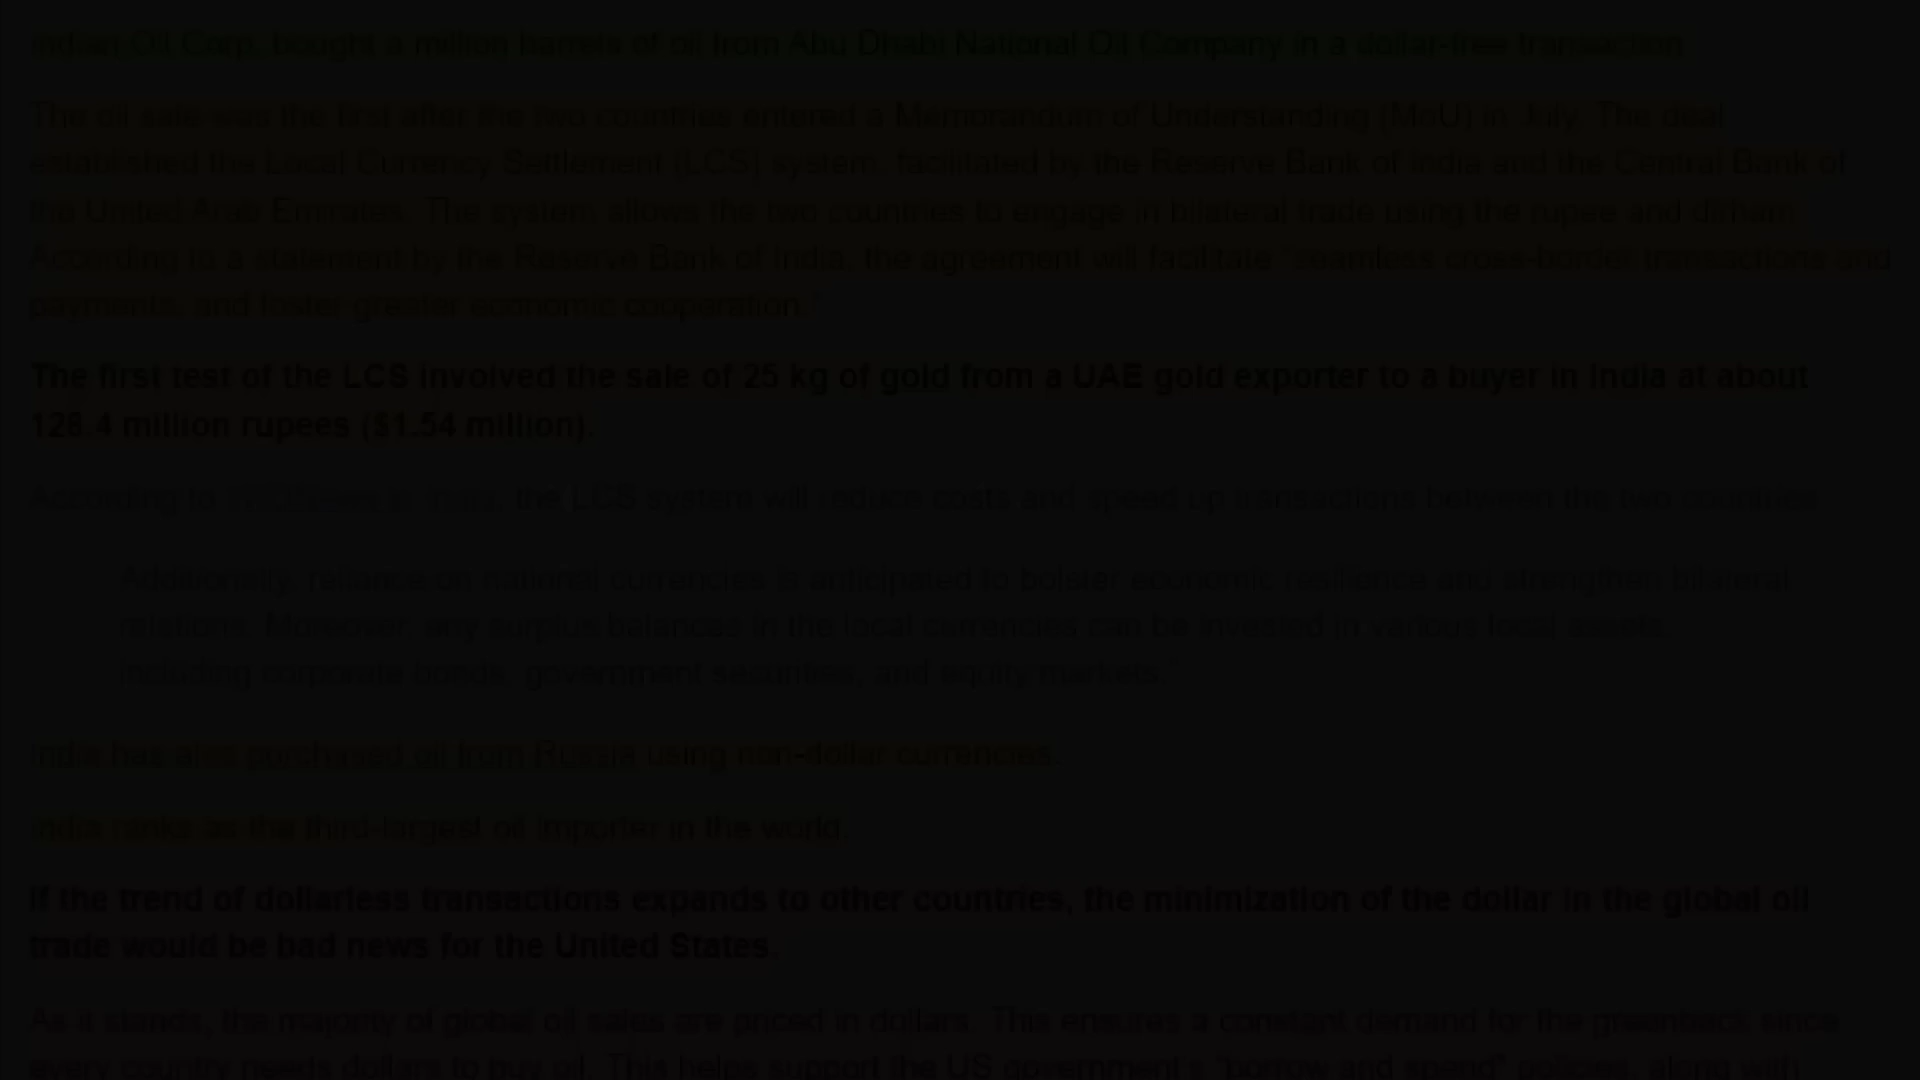 Indian Oil Corp. bought a million barrels of oil from Abu Dhabi National Oil Company in a dollar-free transaction.
The oil sale was the first after the two countries entered a Memorandum of Understanding (MoU) in July. The deal
established the Local Currency Settlement (LCS) system, facilitated by the Reserve Bank of India and the Central Bank of
the United Arab Emirates. The system allows the two countries to engage in bilateral trade using the rupee and dirham.
According to a statement by the Reserve Bank of India, the agreement will facilitate "seamless cross-border transactions and
payments, and foster greater economic cooperation."
The first test of the LCS involved the sale of 25 kg of gold from a UAE gold exporter to a buyer in India at about
128.4 million rupees ($1.54 million).
According to in India, the LCS system will reduce costs and speed up transactions between the two countries.
Additionally, reliance on national currencies is anticipated to bolster economic resilience and strengthen bilateral
relations. Moreover, any surplus balances in the local currencies can be invested in various local assets,
including corporate bonds, government securities, and equity markets."
India has also purchased oil from Russia using non-dollar currencies.
India ranks as the third-largest oil importer in the world.
If the trend of dollarless transactions expands to other countries, the minimization of the dollar in the global oil
trade would be bad news for the United States.
As it stands, the majority of global oil sales are priced in dollars. This ensures a constant demand for the greenback since
every country needs dollars to buy oil. This helps support the US government's "borrow and spend" policies, along with